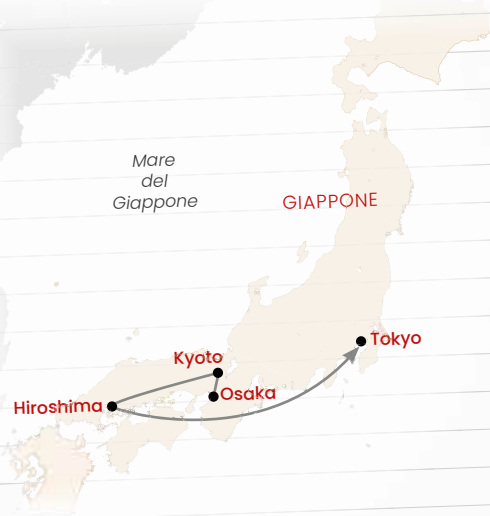 Mare
del
Giappone
GIAPPONE
Tokyo
Kyoto
Osaka
Hiroshima